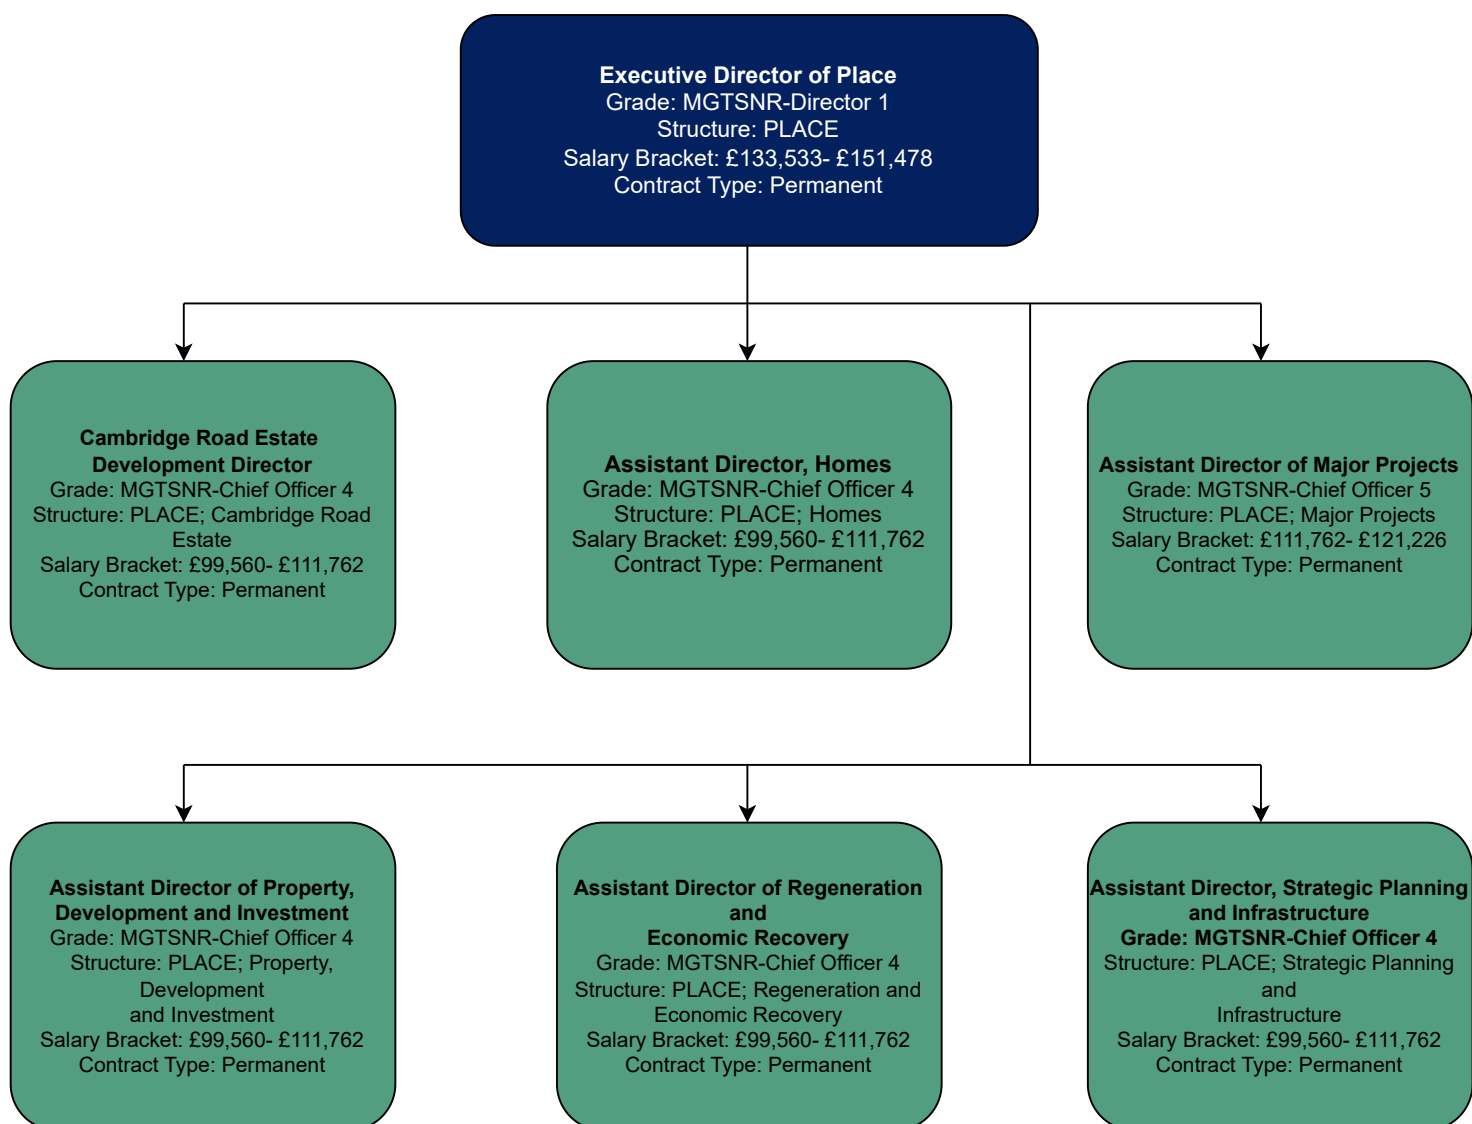 Executive Director of Place
Grade: MGTSNR-Director 1
Structure: PLACE
Salary Bracket: £133,533- £151,478
Contract Type: Permanent
Cambridge Road Estate
Development Director
Grade: MGTSNR-Chief Officer 4
Structure: PLACE; Cambridge Road
Estate
Salary Bracket: £99,560- £111,762
Contract Type: Permanent
Assistant Director, Homes
Grade: MGTSNR-Chief Officer 4
Structure: PLACE; Homes
Salary Bracket: £99,560- £111,762
Contract Type: Permanent
Assistant Director of Major Projects
Grade: MGTSNR-Chief Officer 5
Structure: PLACE; Major Projects
Salary Bracket: £111,762- £121,226
Contract Type: Permanent
Assistant Director of Property,
Development and Investment
Grade: MGTSNR-Chief Officer 4
Structure: PLACE; Property,
Development
and Investment
Salary Bracket: £99,560- £111,762
Contract Type: Permanent
Assistant Director of Regeneration
and
Economic Recovery
Grade: MGTSNR-Chief Officer 4
Structure: PLACE; Regeneration and
Economic Recovery
Salary Bracket: £99,560- £111,762
Contract Type: Permanent
Assistant Director, Strategic Planning
and Infrastructure
Grade: MGTSNR-Chief Officer 4
Structure: PLACE; Strategic Planning
and
Infrastructure
Salary Bracket: £99,560- £111,762
Contract Type: Permanent